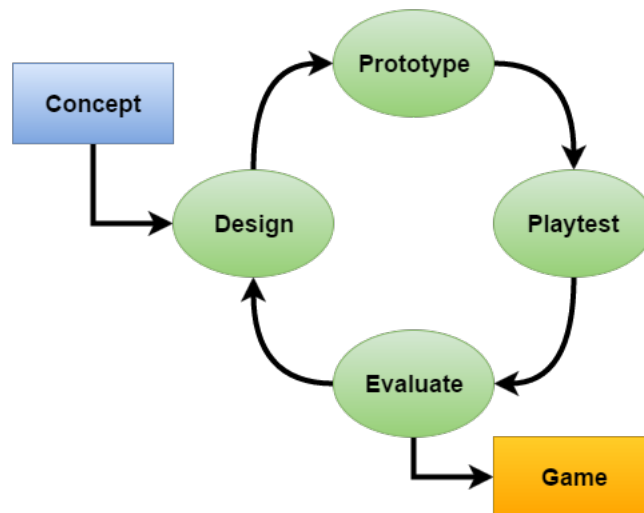 Prototype
Concept
Design
Playtest
Evaluate
Game